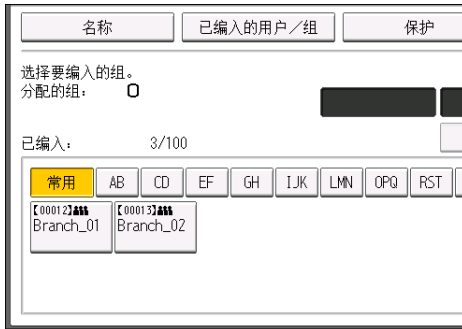 名称 已编入的用户／组 保护
选择要编入的组。
分配的组： 0
已编入： 3/100
常用 AB CD EF GH IJK LMN OPQ RST
【00012】 【00013】
Branch_01 Branch_02